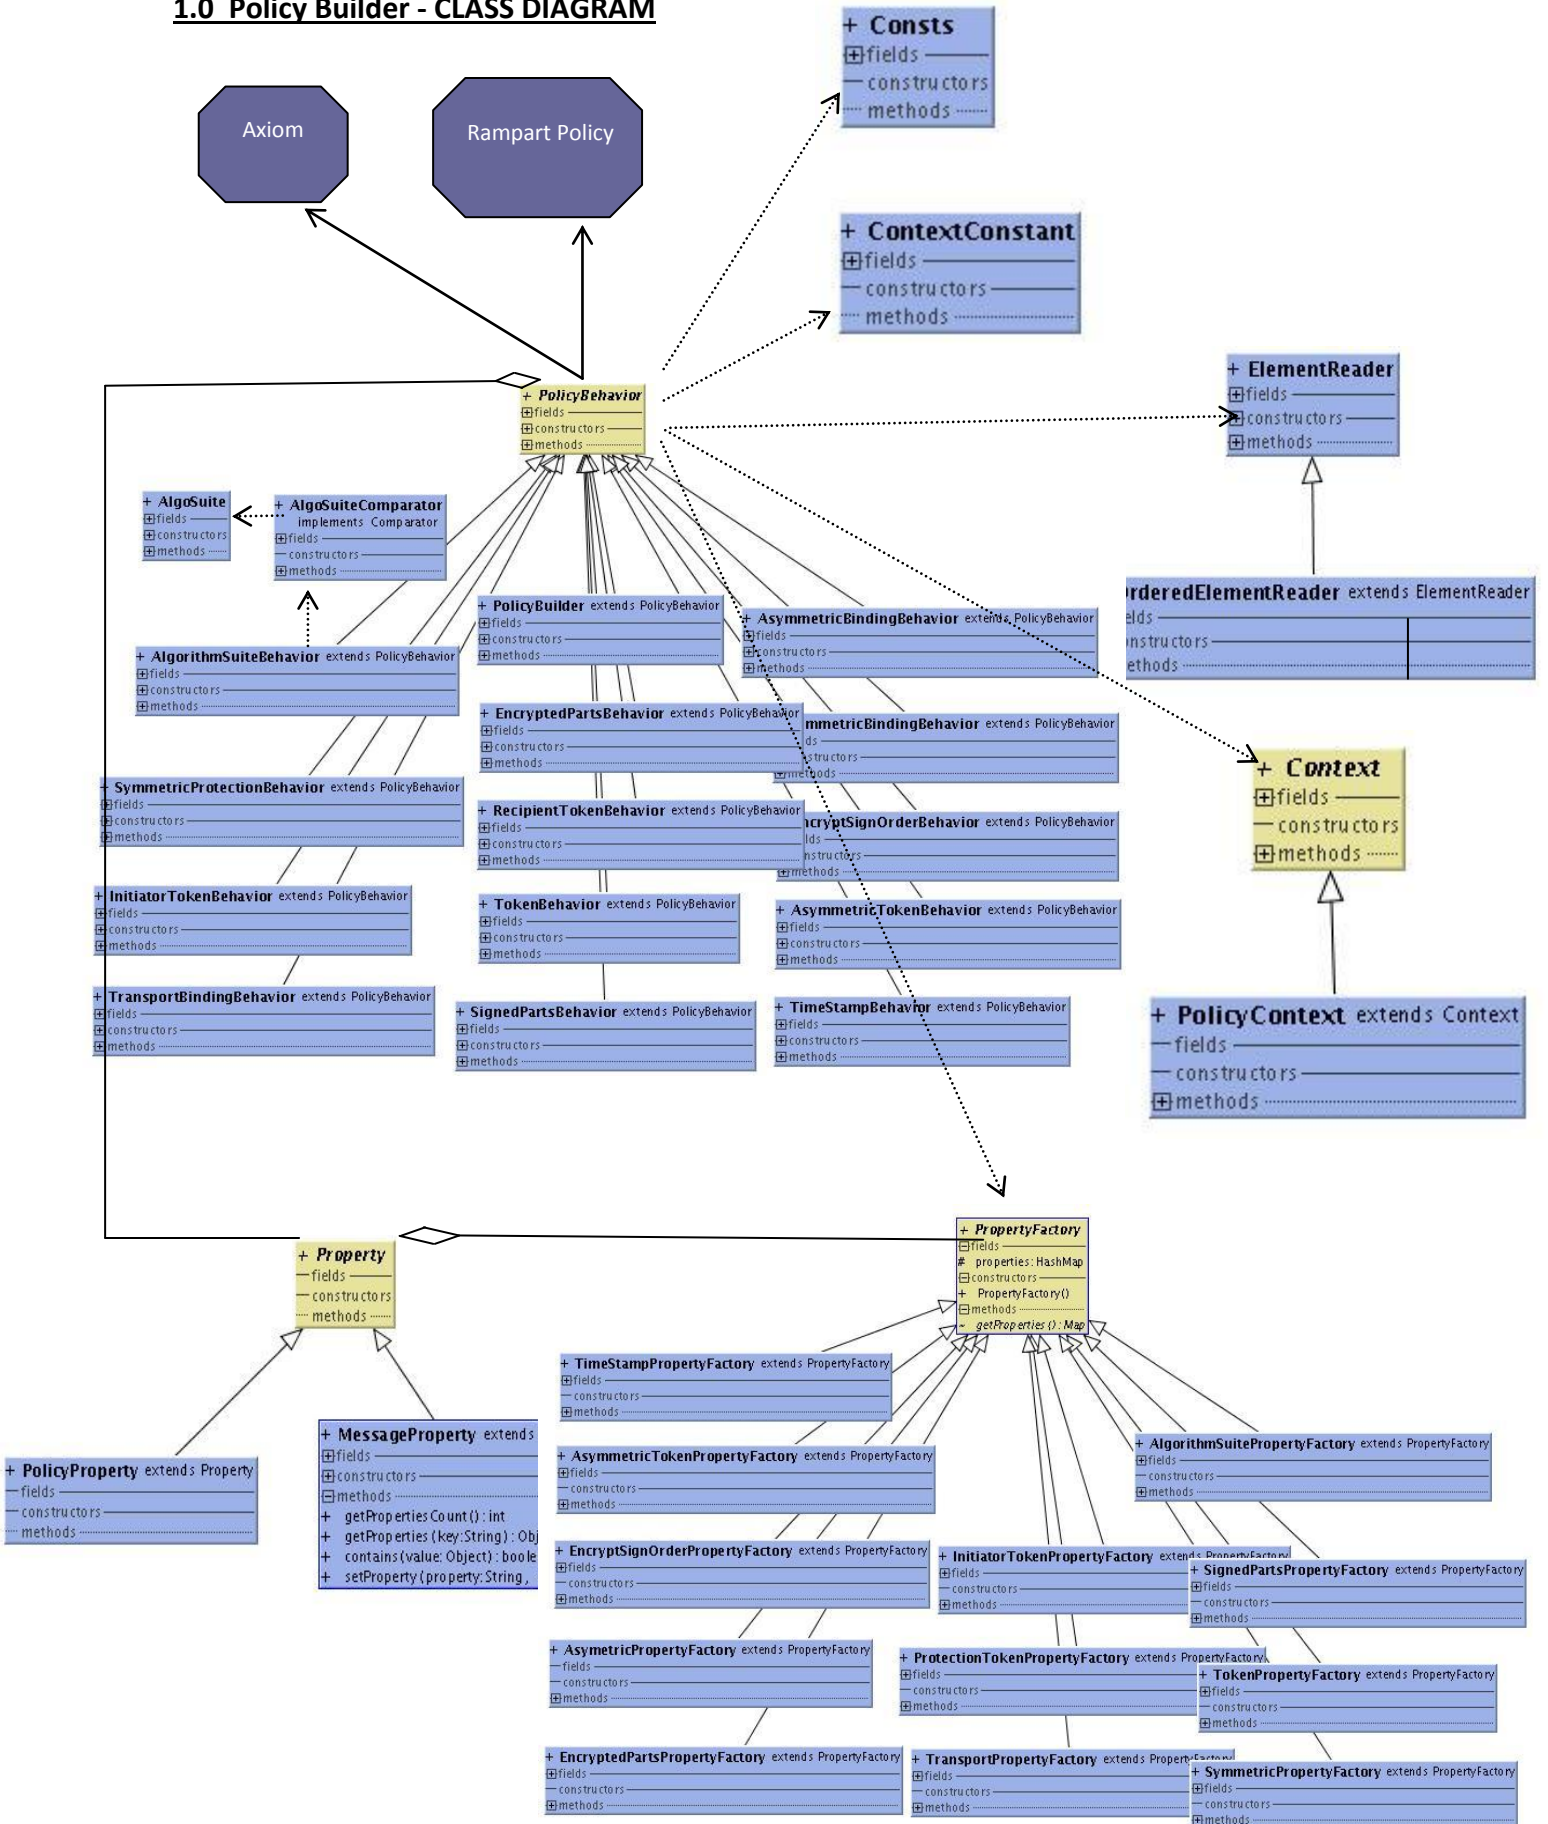 1.0 Policy Builder - CLASS DIAGRAM
Axiom
Rampart Policy
+ Consts
fields
constructors
methods
+ ContextConstant
fields
constructors
methods
+ ElementReader
fields
constructors
methods
+ PolicyBehavior
fields
constructors
methods
+ AlgoSuite
fields
constructors
methods
+ AlgoSuiteComparator
implements Comparator
fields
constructors
methods
rderedElementReader extends ElementReader
elds
nstructors
ethods
+ PolicyBuilder extends PolicyBehavior
fields
constructors
methods
+ AsymmetricBindingBehavior extends PolicyBehavior
fields
constructors
methods
+ AlgorithmSuiteBehavior extends PolicyBehavior
fields
constructors
methods
+ EncryptedPartsBehavior extends PolicyBehavior
fields
constructors
methods
mmetricBindingBehavior extends PolicyBehavior
ds
structors
methods
+ Context
fields
constructors
methods
+ SymmetricProtectionBehavior extends PolicyBehavior
fields
constructors
methods
+ RecipientTokenBehavior extends PolicyBehavior
fields
constructors
methods
ncryptSignOrderBehavior extends PolicyBehavior
lds
nstructors
methods
+ InitiatorTokenBehavior extends PolicyBehavior
fields
constructors
methods
+ TokenBehavior extends PolicyBehavior
fields
constructors
methods
+ AsymmetricTokenBehavior extends PolicyBehavior
fields
constructors
methods
+ TransportBindingBehavior extends PolicyBehavior
fields
constructors
methods
+ SignedPartsBehavior extends PolicyBehavior
fields
constructors
methods
+ TimeStampBehavior extends PolicyBehavior
fields
constructors
methods
+ PolicyContext extends Context
fields
constructors
methods
+ Property
fields
constructors
methods
+ PropertyFactory
fields
# properties: HashMap
constructors
+ PropertyFactory()
methods
~ getProperties (): Map
+ PolicyProperty extends Property
fields
constructors
methods
+ MessageProperty extends
fields
constructors
methods
+ getPropertiesCount() : int
+ getProperties (key:String) : Obj
+ contains(value: Object) : boole
+ setProperty (property:String ,
+ TimeStampPropertyFactory extends PropertyFactory
fields
constructors
methods
+ AsymmetricTokenPropertyFactory extends PropertyFactory
fields
constructors
methods
+ AlgorithmSuitePropertyFactory extends PropertyFactory
fields
constructors
methods
+ EncryptSignOrderPropertyFactory extends PropertyFactory
fields
constructors
methods
+ InitiatorTokenPropertyFactory extends PropertyFactory
fields
constructors
methods
+ SignedPartsPropertyFactory extends PropertyFactory
fields
constructors
methods
+ AsymetricPropertyFactory extends PropertyFactory
fields
constructors
methods
+ ProtectionTokenPropertyFactory extends PropertyFactory
fields
constructors
methods
+ TokenPropertyFactory extends PropertyFactory
fields
constructors
methods
+ EncryptedPartsPropertyFactory extends PropertyFactory
fields
constructors
methods
+ TransportPropertyFactory extends PropertyFactory
fields
constructors
methods
+ SymmetricPropertyFactory extends PropertyFactory
fields
constructors
methods